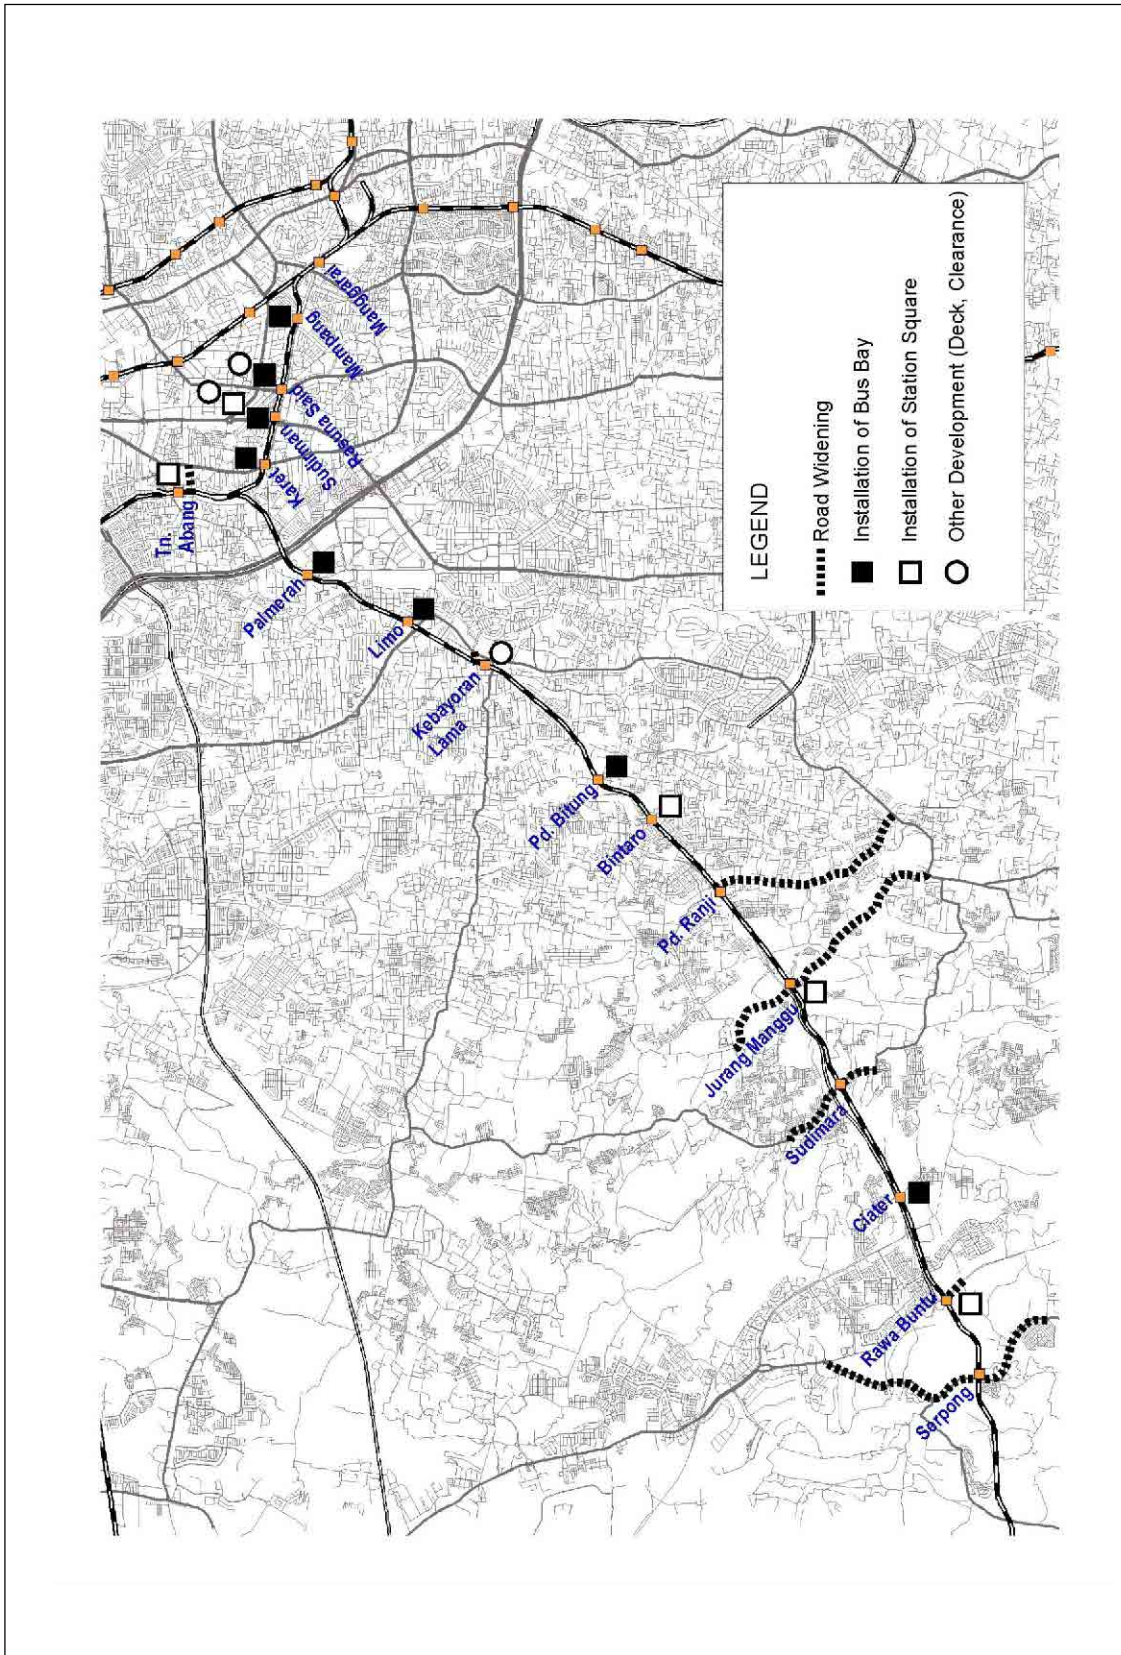 Manggarai
Mampang
Rasuna Said
Sudirman
Karet
Tn.
Abang
Palmerah
Limo
Kebayoran
Lama
Pd. Bitung
Bintaro
Pd. Ranji
Jurang Manggu
Sudimara
Ciater
Rawa Buntu
Serpong
LEGEND
Road Widening
Installation of Bus Bay
Installation of Station Square
Other Development (Deck, Clearance)